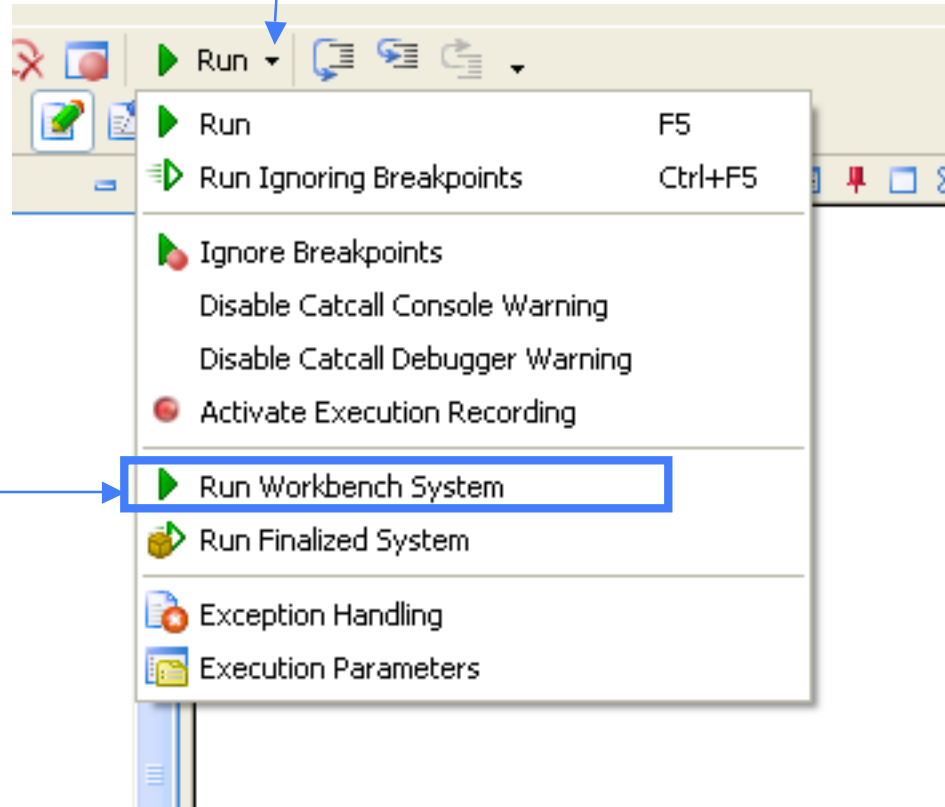 Run
Run F5
Run Ignoring Breakpoints Ctrl+F5
Ignore Breakpoints
Disable Catcall Console Warning
Disable Catcall Debugger Warning
Activate Execution Recording
Run Workbench System
Run Finalized System
Exception Handling
Execution Parameters